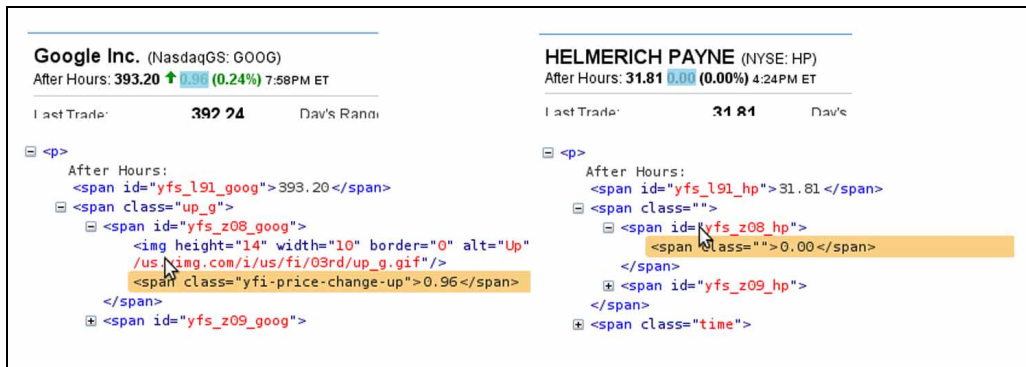 Google Inc. (NasdaqGS: GOOG)
After Hours: 393.20 0.96 (0.24%) 7:58PM ET
Last Trade: 392.24 Day's Range
<p>
After Hours:
<span id="yfs_l91_goog">393.20</span>
<span class="up_g">
<span id="yfs_z08_goog">
<img height="14" width="10" border="0" alt="Up"
/us.yimg.com/i/us/fi/03rd/up_g.gif"/>
<span class="yfi-price-change-up">0.96</span>
</span>
<span id="yfs_z09_goog">
HELMERICH PAYNE (NYSE: HP)
After Hours: 31.81 0.00 (0.00%) 4:24PM ET
Last Trade: 31.81 Day's
<p>
After Hours:
<span id="yfs_l91_hp">31.81</span>
<span class="">
<span id="yfs_z08_hp">
<span class="">0.00</span>
</span>
<span id="yfs_z09_hp">
</span>
<span class="time">